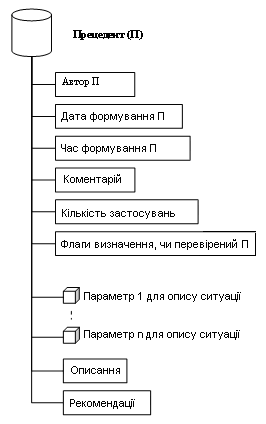 Прецедент (П)
Автор П
Дата формування П
Час формування П
Коментарій
Кількість застосувань
Флаги визначення, чи перевірений П
Параметр 1 для опису ситуації
Параметр n для опису ситуації
Описання
Рекомендації